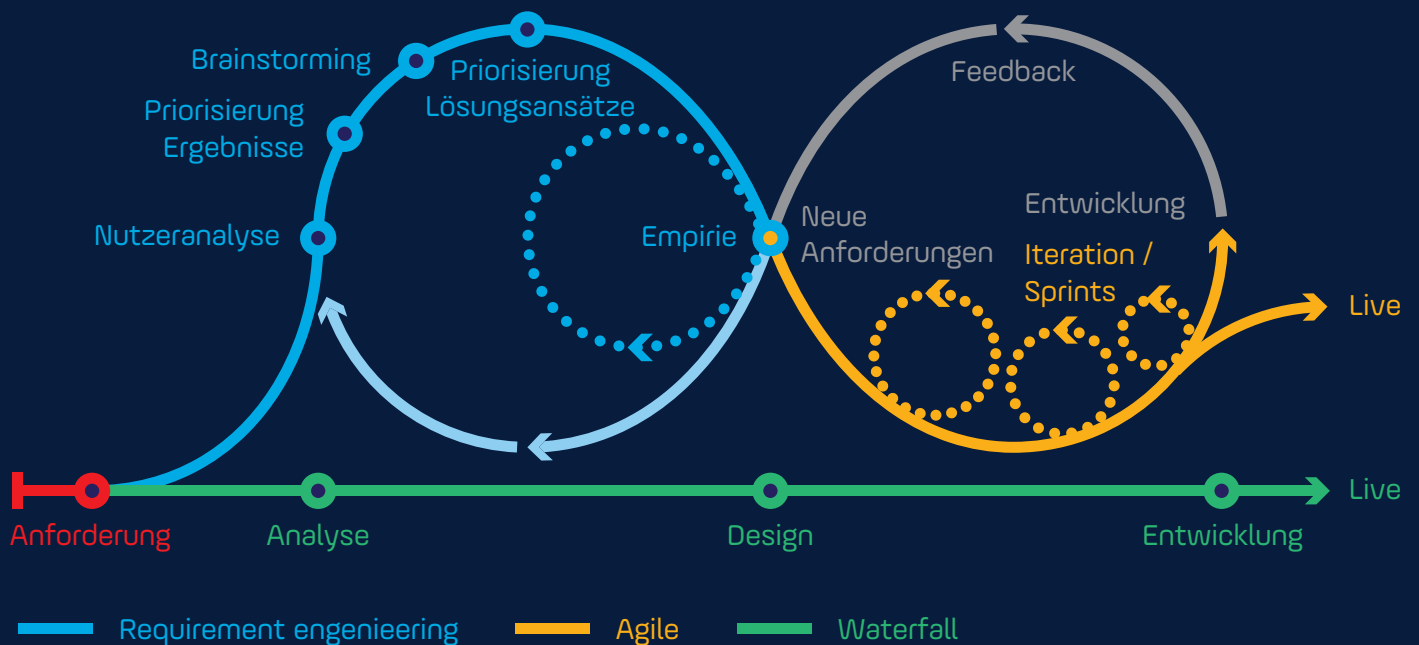 Brainstorming
Priorisierung
Lösungsansätze
Priorisierung
Ergebnisse
Nutzeranalyse
Empirie
Feedback
Neue
Anforderungen
Entwicklung
Iteration /
Sprints
Live
Live
Anforderung
Analyse
Design
Entwicklung
Requirement engenieering
Agile
Waterfall